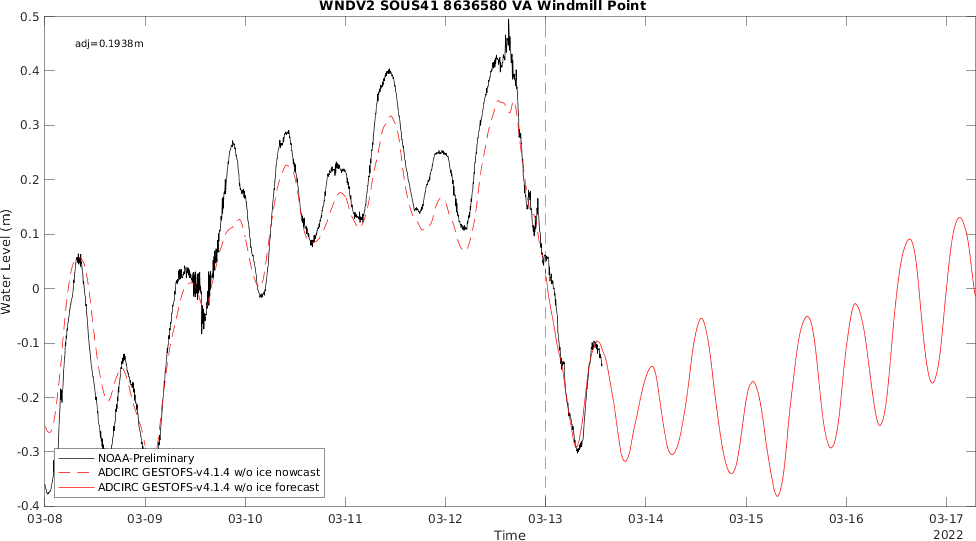 WNDV2 SOUS41 8636580 VA Windmill Point
adj=0.1938m
0.5
0.4
0.3
0.2
0.1
0
-0.1
-0.2
-0.3
-0.4
Water Level (m)
NOAA-Preliminary
ADCIRC GESTOFS-v4.1.4 w/o ice nowcast
ADCIRC GESTOFS-v4.1.4 w/o ice forecast
03-08 03-09 03-10 03-11 03-12 03-13 03-14 03-15 03-16 03-17
Time
2022